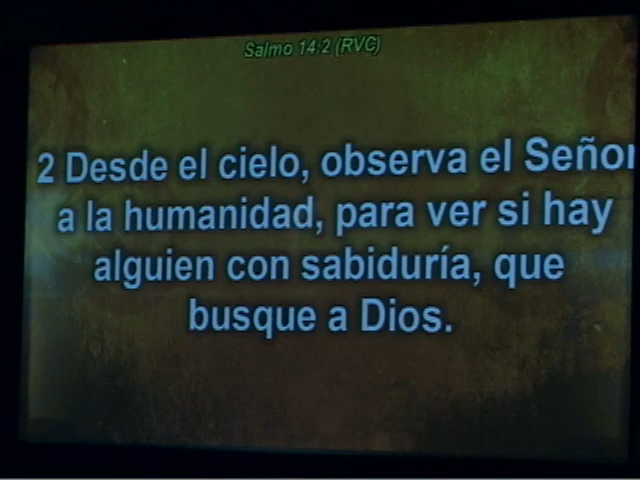 Salmo 14:2 (RVC)
2 Desde el cielo, observa el Señor
a la humanidad, para ver si hay
alguien con sabiduría, que
busque a Dios.